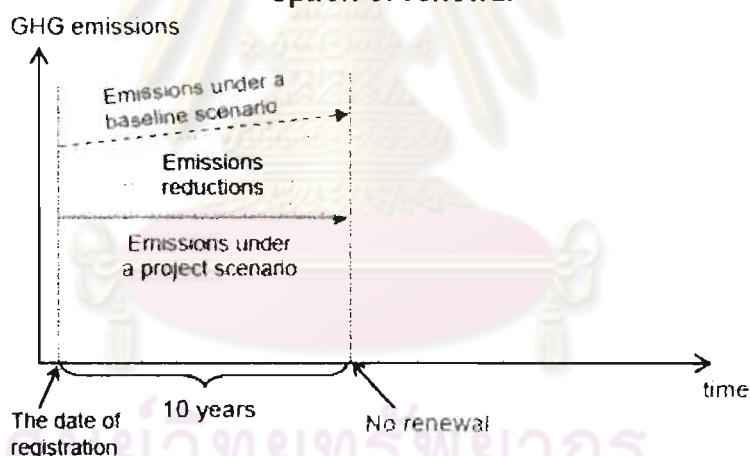 GHG emissions
Emissions under a
baseline scenario
Emissions
reductions
Emissions under
a project scenario
time
10 years
The date of
registration
No renewal